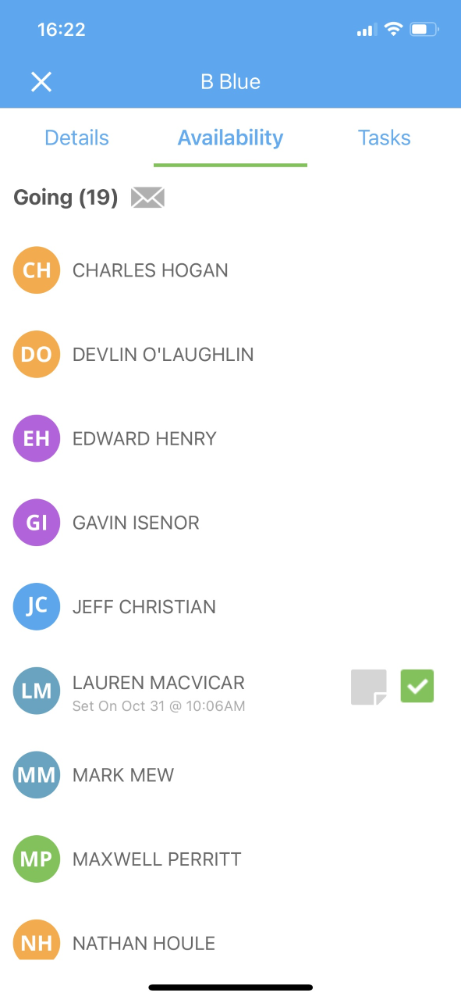 16:22
B Blue
Details Availability Tasks
Going (19)
CH CHARLES HOGAN
DO DEVLIN O'LAUGHLIN
EH EDWARD HENRY
GI GAVIN ISENOR
JC JEFF CHRISTIAN
LM LAUREN MACVICAR
Set On Oct 31 @ 10:06AM
MM MARK MEW
MP MAXWELL PERRITT
NH NATHAN HOULE